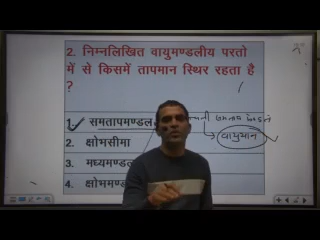 2. निम्नलिखित वायुमण्डलीय परतो
में से किसमें तापमान स्थिर रहता है
?
1. समतापमण्डल
वायुमान
2. क्षोभसीमा
3. मध्यमण्डल
4. क्षोभमण्ड